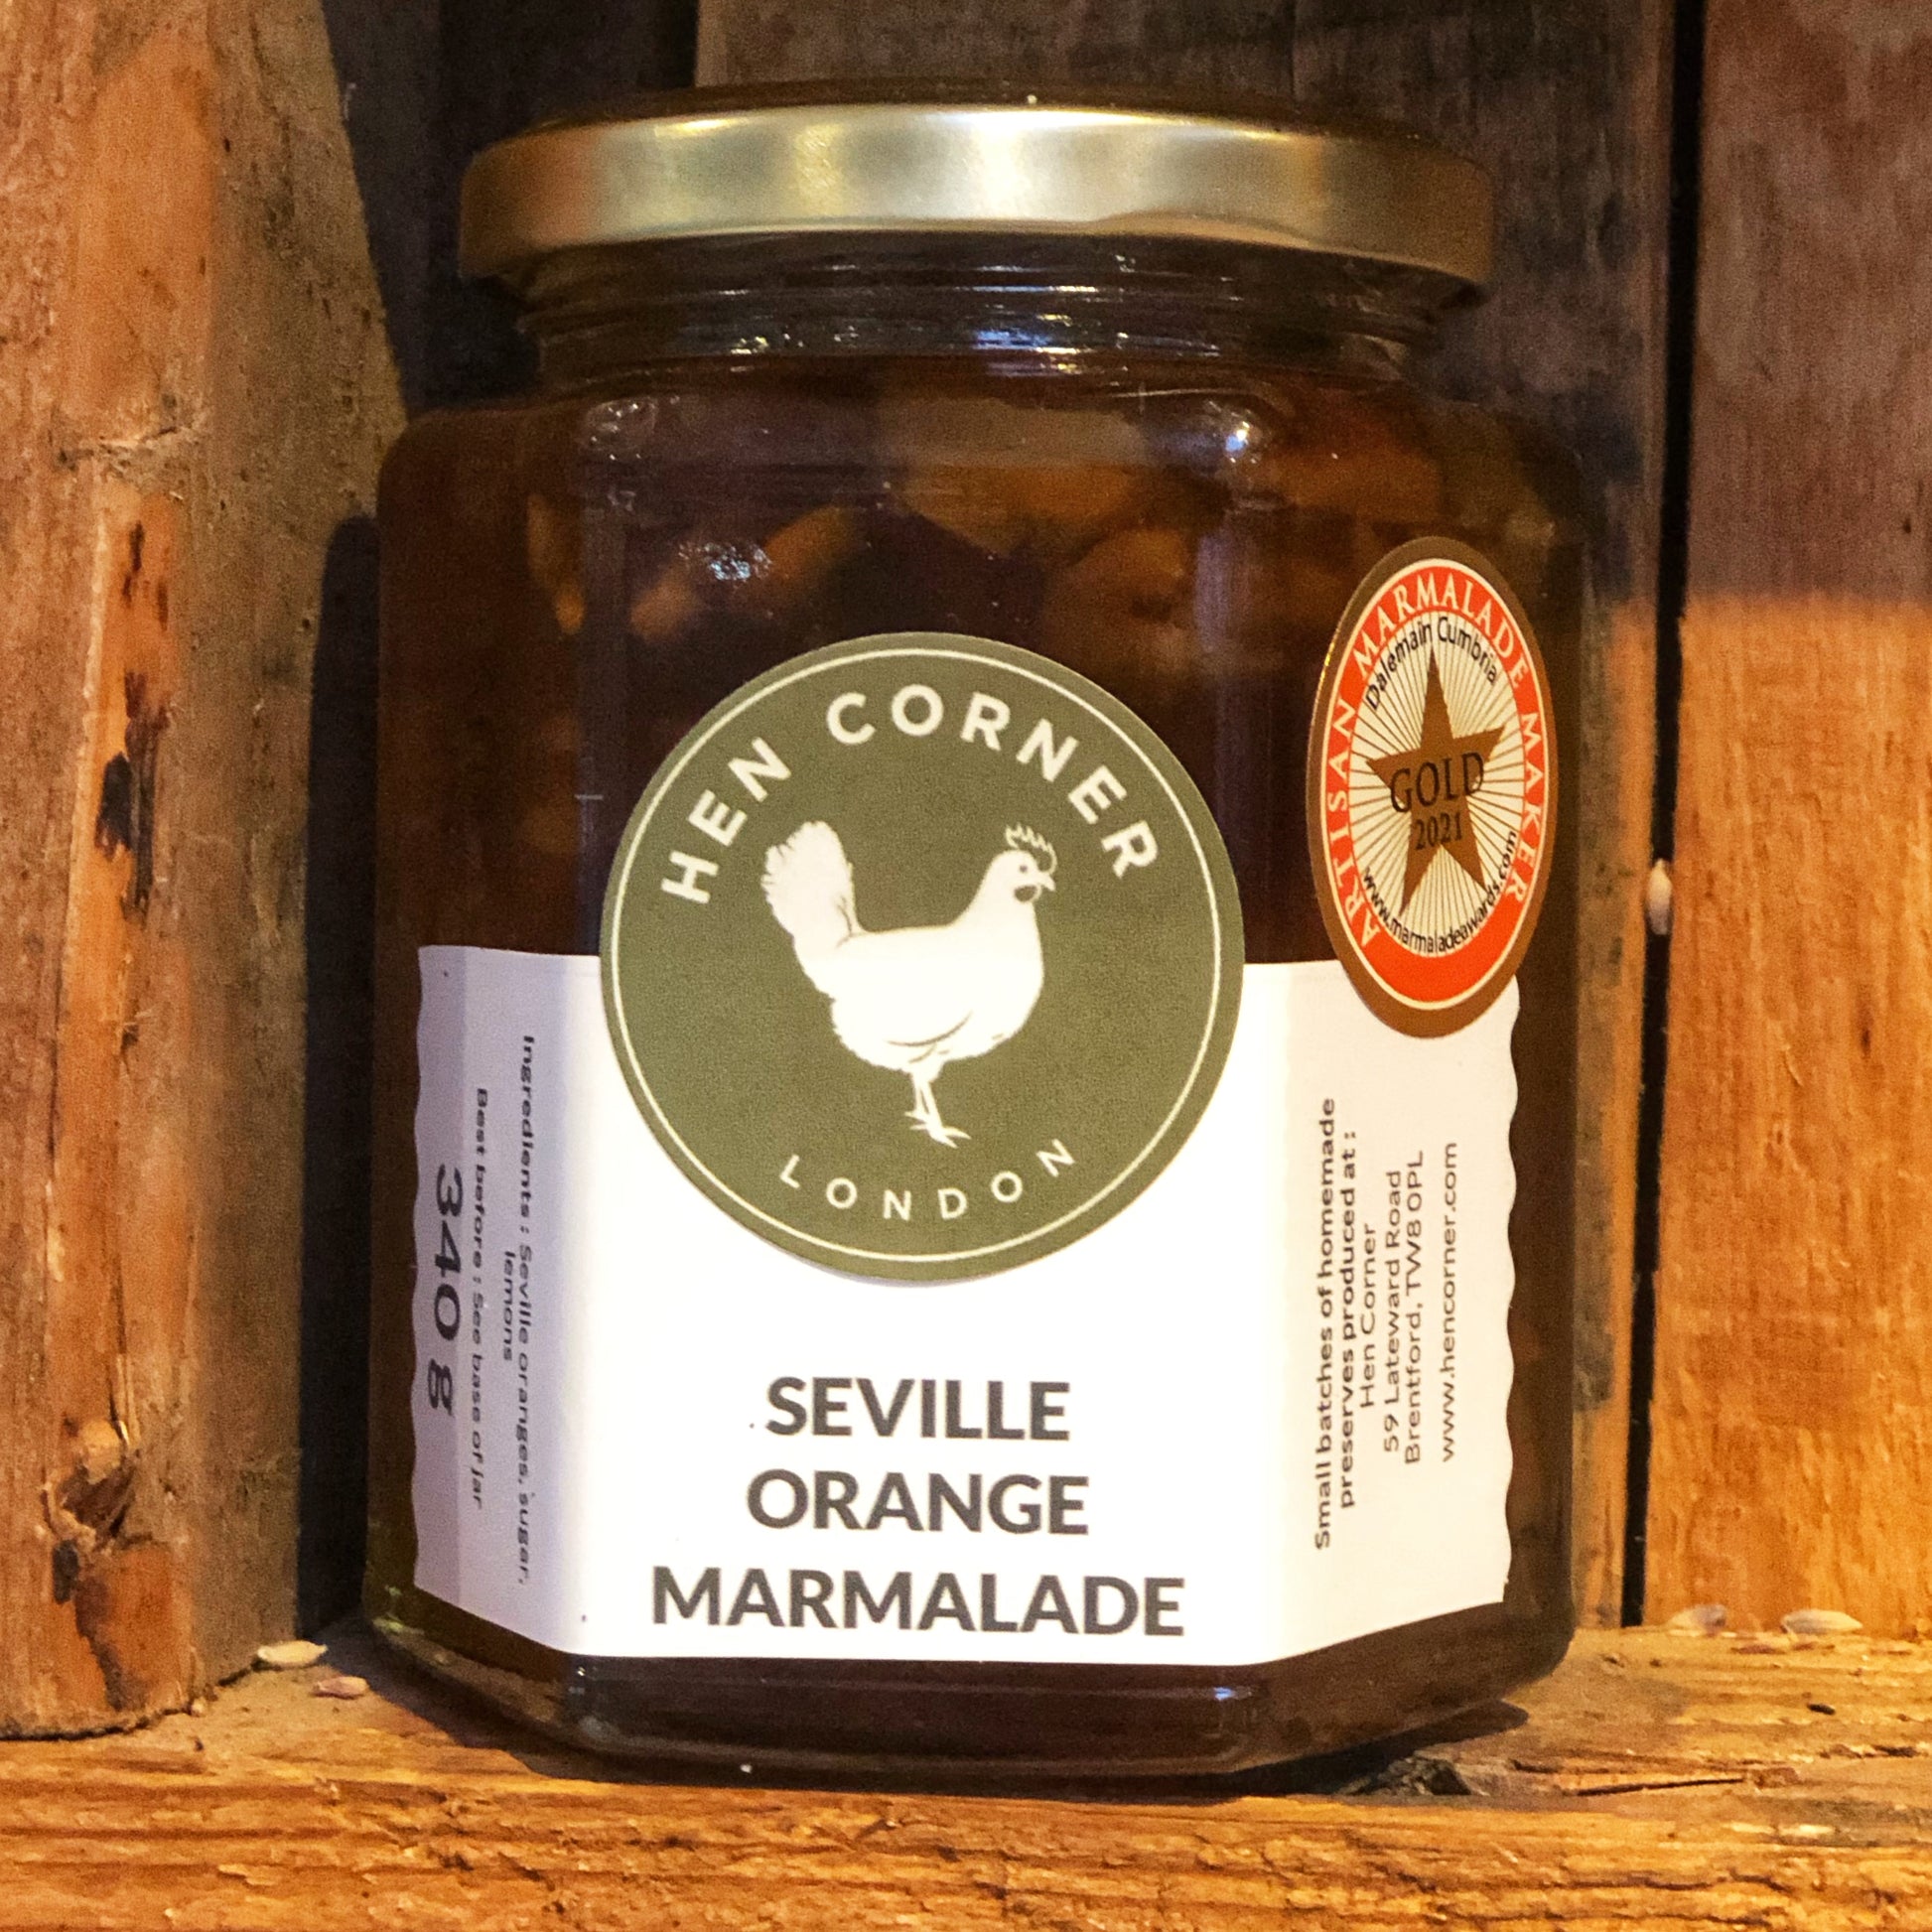 HEN CORNER
LONDON
SEVILLE
ORANGE
MARMALADE
Ingredients : Seville oranges, sugar,
lemons
Best before : See base of jar
340 g
ARTISAN MARMALADE MAKER
Dalemain Cumbria
GOLD
2021
www.marmaladeawards.com
Small batches of homemade
preserves produced at :
Hen Corner
59 Lateward Road
Brentford, TW8 0PL
www.hencorner.com